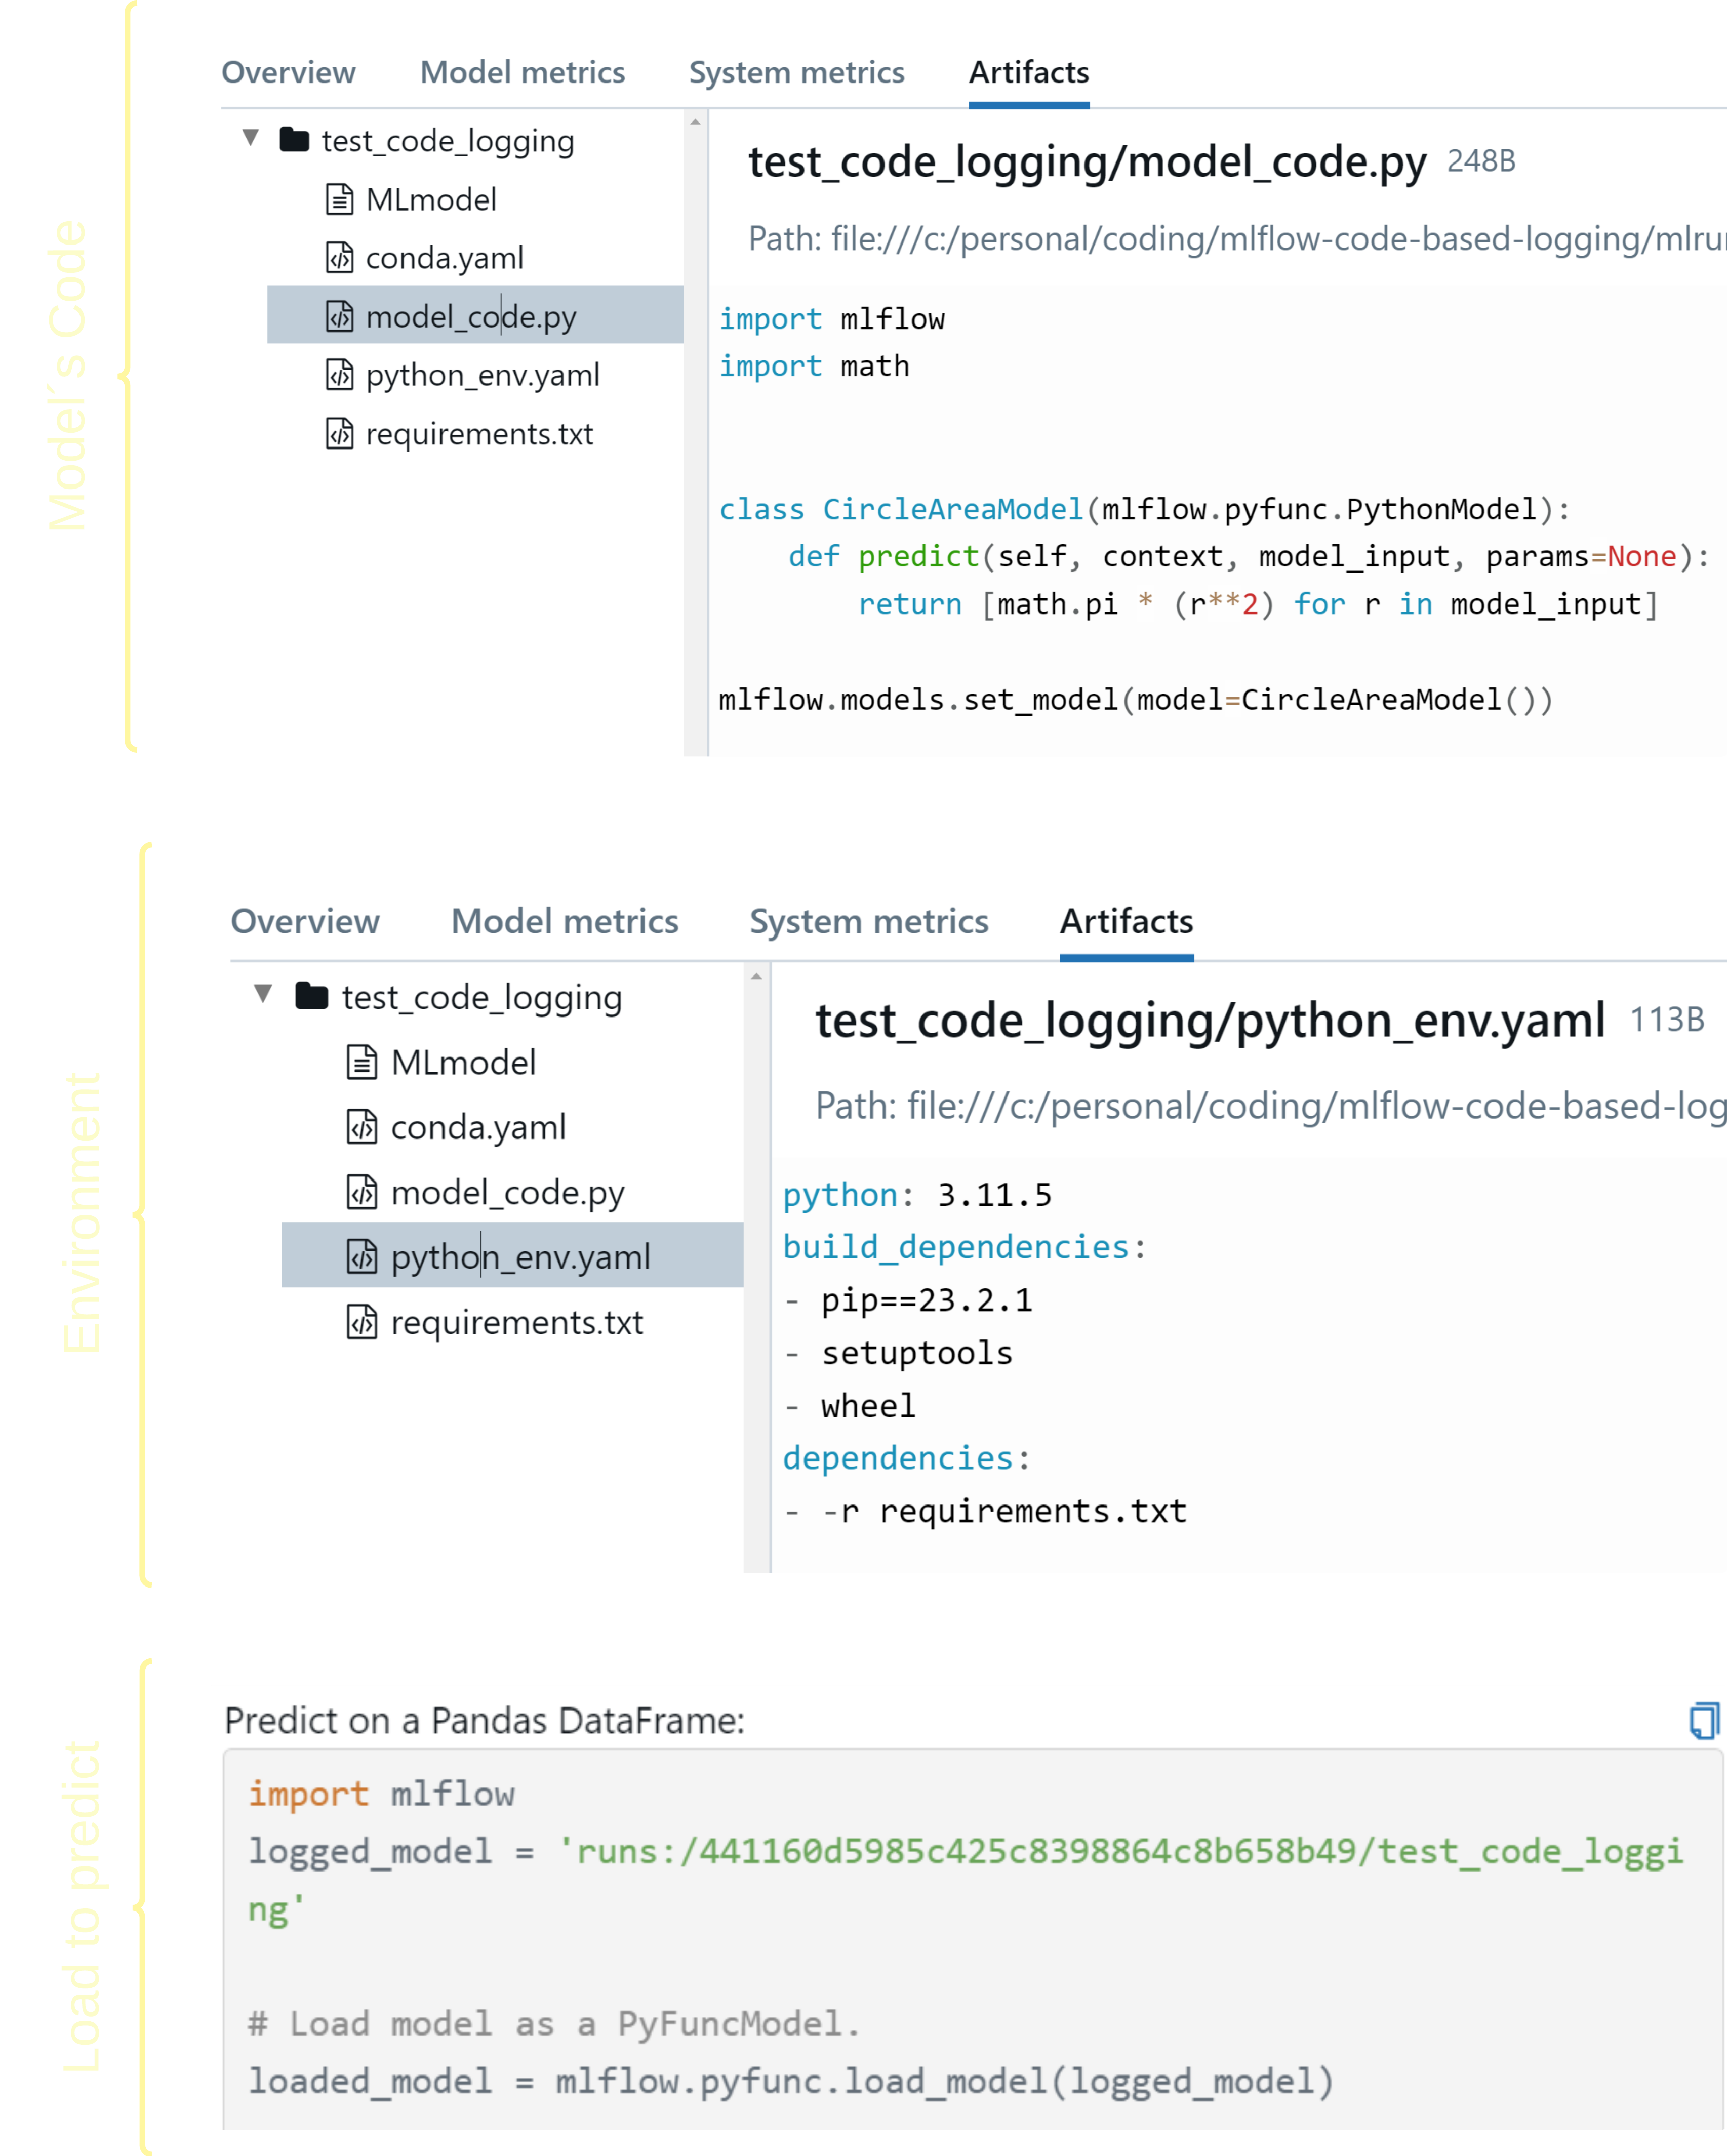 Model´s Code
Overview Model metrics System metrics Artifacts
test_code_logging
MLmodel
conda.yaml
model_code.py
python_env.yaml
requirements.txt
test_code_logging/model_code.py 248B
Path: file:///c:/personal/coding/mlflow-code-based-logging/mlru
import mlflow
import math
class CircleAreaModel(mlflow.pyfunc.PythonModel):
def predict(self, context, model_input, params=None):
return [math.pi * (r**2) for r in model_input]
mlflow.models.set_model(model=CircleAreaModel())
Environment
Overview Model metrics System metrics Artifacts
test_code_logging
MLmodel
conda.yaml
model_code.py
python_env.yaml
requirements.txt
test_code_logging/python_env.yaml 113B
Path: file:///c:/personal/coding/mlflow-code-based-log
python: 3.11.5
build_dependencies:
- pip==23.2.1
- setuptools
- wheel
dependencies:
- -r requirements.txt
Load to predict
Predict on a Pandas DataFrame:
import mlflow
logged_model = 'runs:/441160d5985c425c8398864c8b658b49/test_code_loggi
ng'
# Load model as a PyFuncModel.
loaded_model = mlflow.pyfunc.load_model(logged_model)